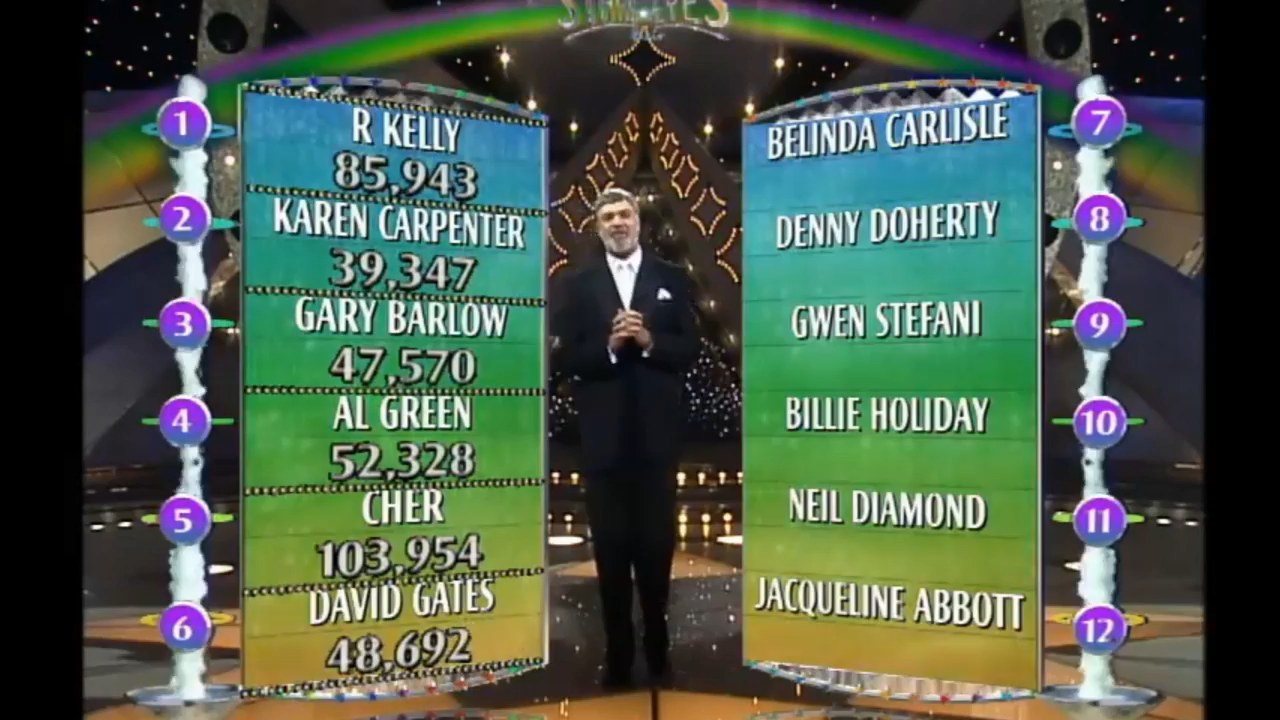 1
R KELLY
85,943
2
KAREN CARPENTER
39,347
3
GARY BARLOW
47,570
4
AL GREEN
52,328
5
CHER
103,954
6
DAVID GATES
48,692
BELINDA CARLISLE
7
DENNY DOHERTY
8
GWEN STEFANI
9
BILLIE HOLIDAY
10
NEIL DIAMOND
11
JACQUELINE ABBOTT
12